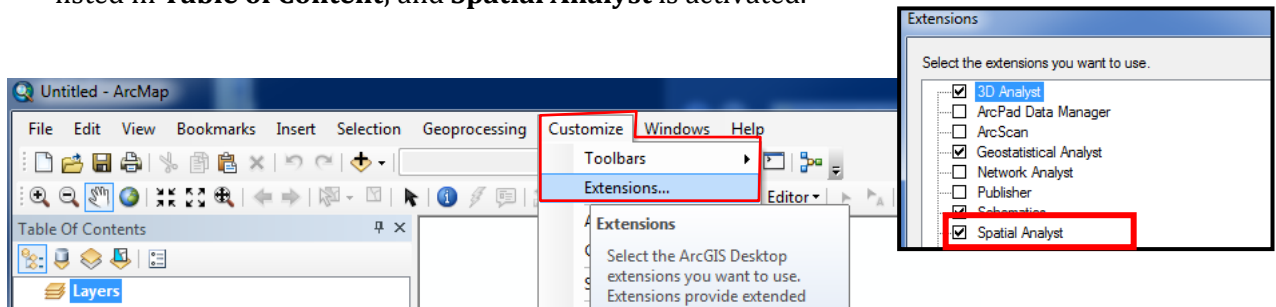 listed in Table of Content, and Spatial Analyst is activated.
Extensions
Select the extensions you want to use.
3D Analyst
ArcPad Data Manager
ArcScan
Geostatistical Analyst
Network Analyst
Publisher
Schematics
Spatial Analyst
Untitled - ArcMap
File Edit View Bookmarks Insert Selection Geoprocessing Customize Windows Help
Toolbars
Extensions...
Editor
Table Of Contents
Extensions
Select the ArcGIS Desktop
extensions you want to use.
Extensions provide extended
Layers